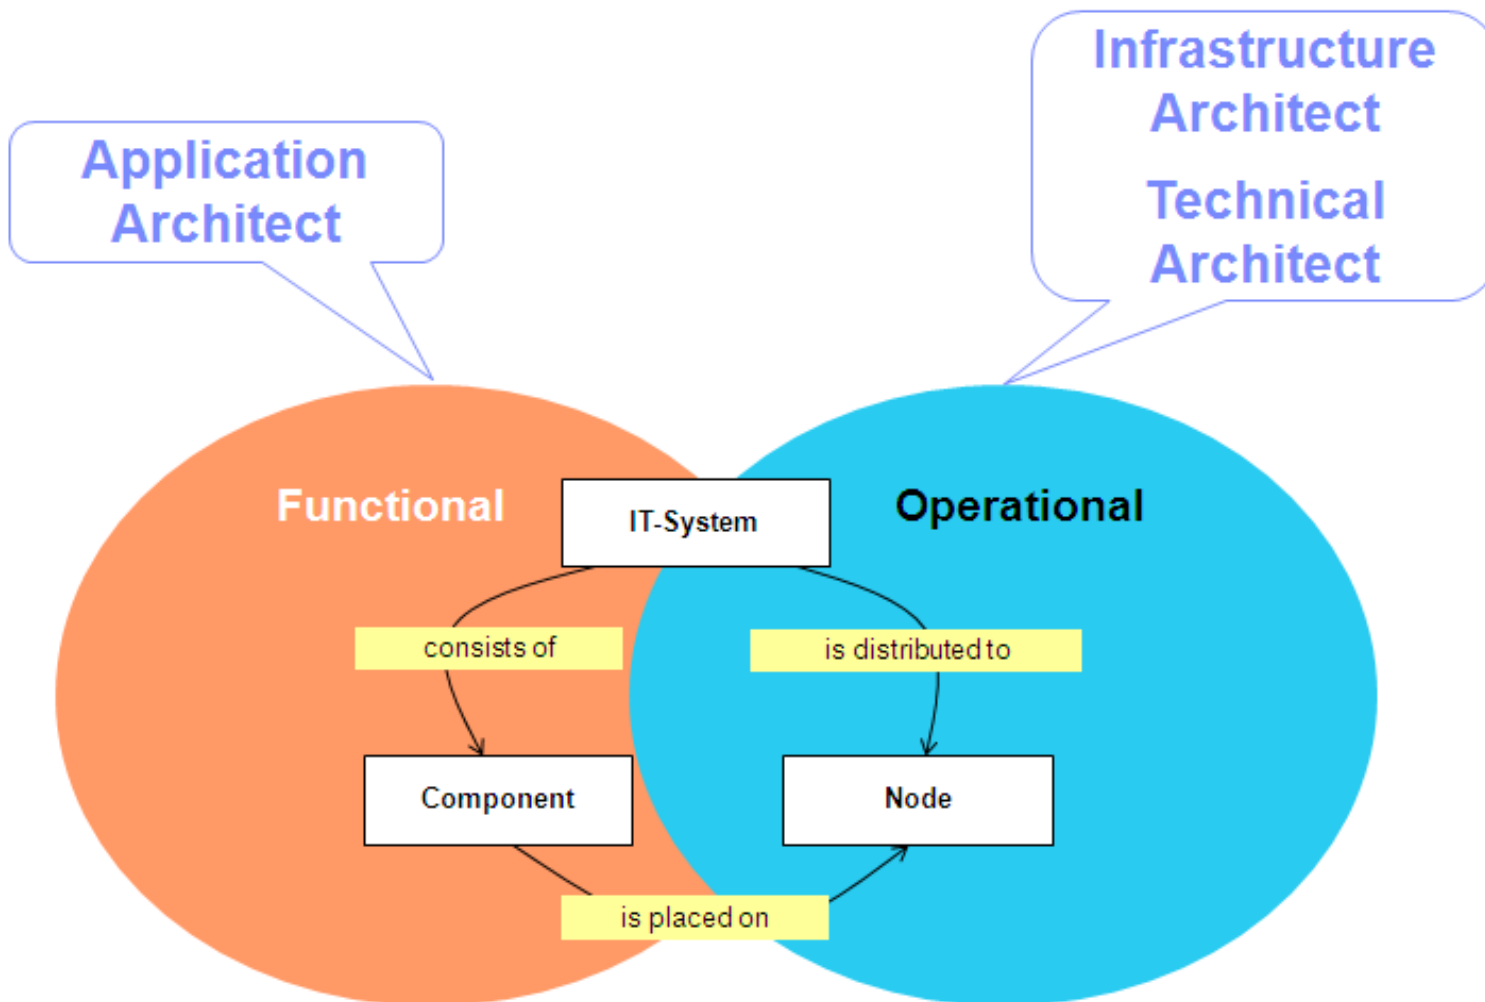 Infrastructure
Architect
Technical
Architect
Application
Architect
Functional
IT-System
Operational
consists of
is distributed to
Component
Node
is placed on